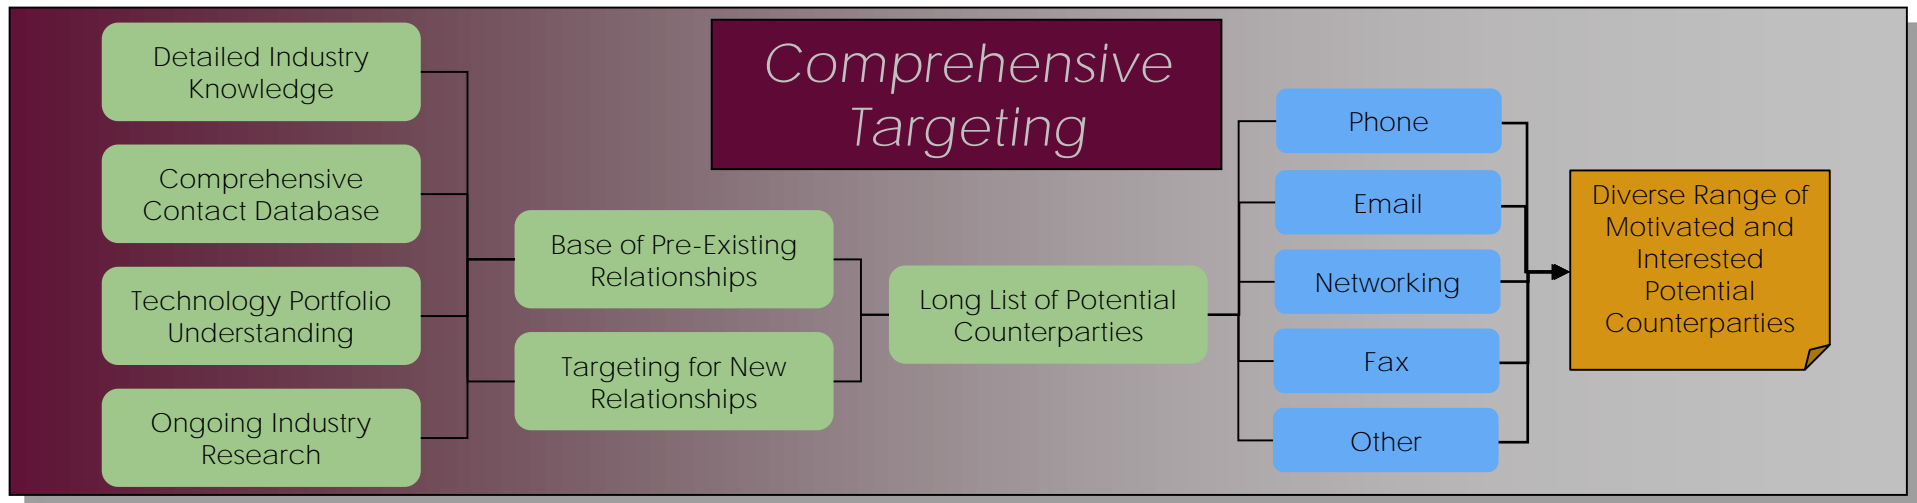 Comprehensive
Targeting
Detailed Industry
Knowledge
Comprehensive
Contact Database
Technology Portfolio
Understanding
Ongoing Industry
Research
Base of Pre-Existing
Relationships
Targeting for New
Relationships
Long List of Potential
Counterparties
Phone
Email
Networking
Fax
Other
Diverse Range of
Motivated and
Interested
Potential
Counterparties